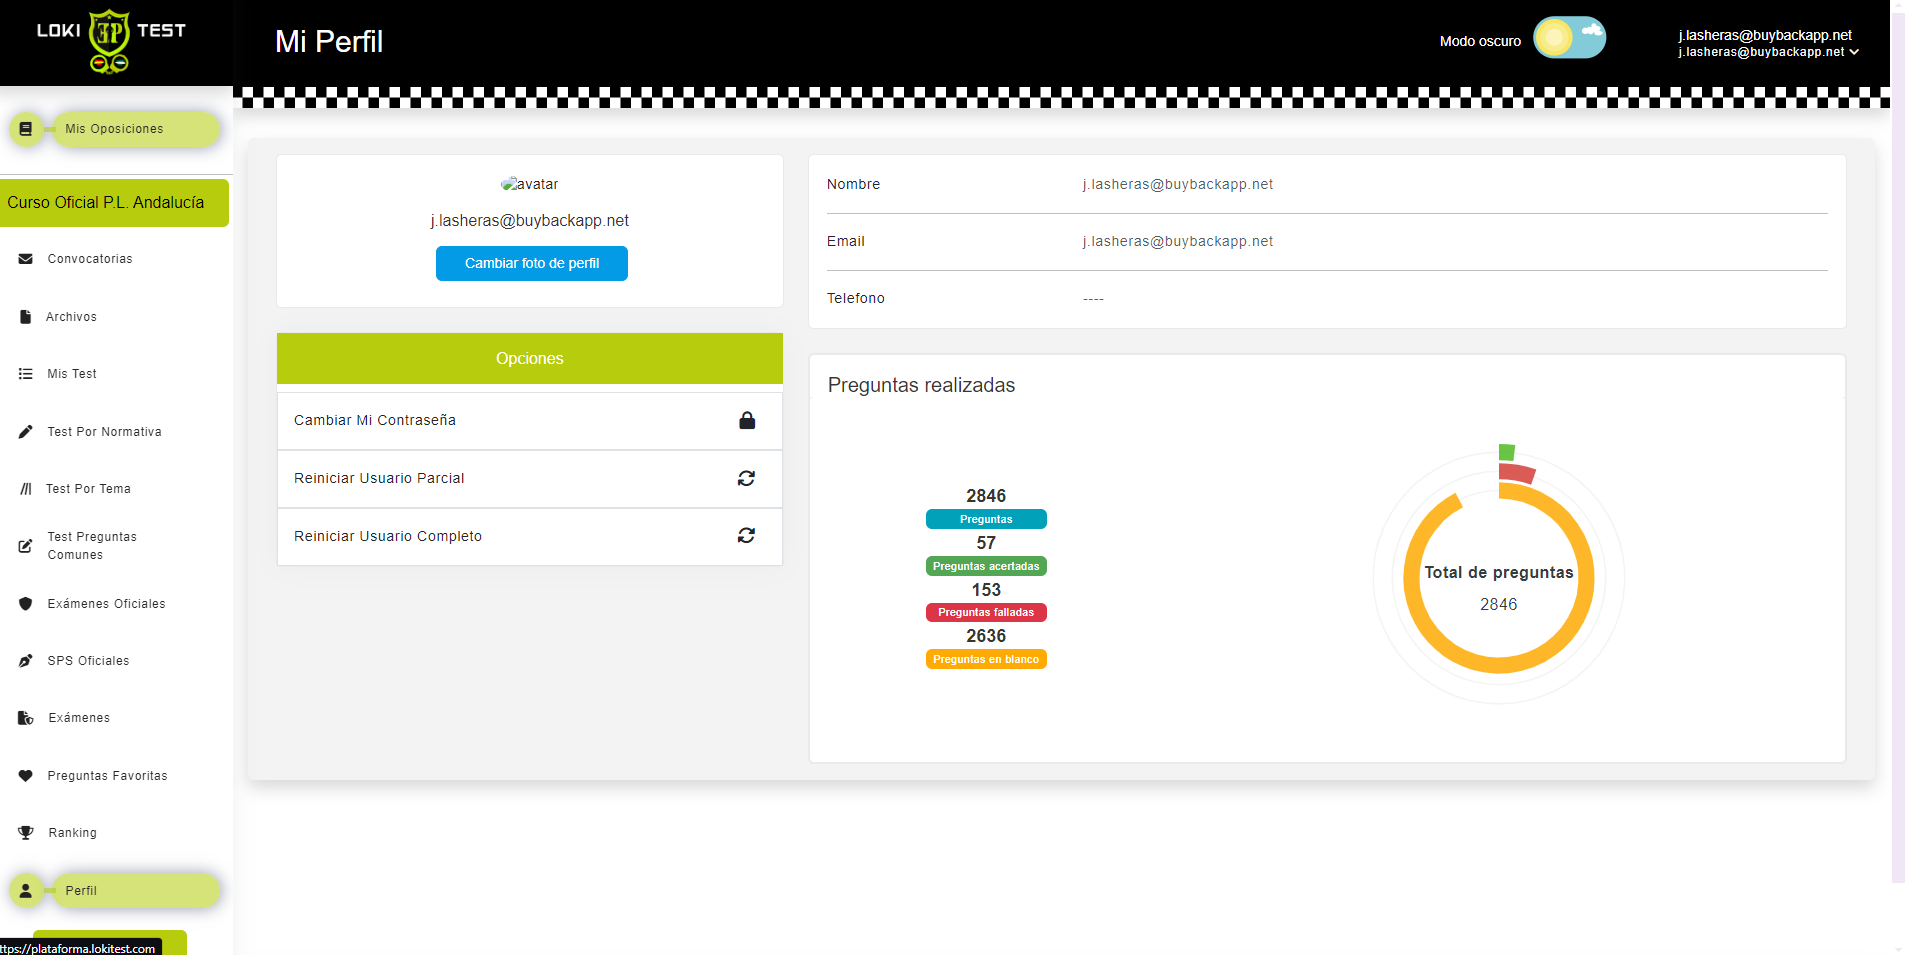 LOKI TEST
Mi Perfil
Modo oscuro
j.lasheras@buybackapp.net
j.lasheras@buybackapp.net
Mis Oposiciones
Curso Oficial P.L. Andalucía
Convocatorias
Archivos
Mis Test
Test Por Normativa
Test Por Tema
Test Preguntas
Comunes
Exámenes Oficiales
SPS Oficiales
Exámenes
Preguntas Favoritas
Ranking
Perfil
ttps://plataforma.lokitest.com
avatar
j.lasheras@buybackapp.net
Cambiar foto de perfil
Opciones
Cambiar Mi Contraseña
Reiniciar Usuario Parcial
Reiniciar Usuario Completo
Nombre j.lasheras@buybackapp.net
Email j.lasheras@buybackapp.net
Telefono ----
Preguntas realizadas
2846
Preguntas
57
Preguntas acertadas
153
Preguntas falladas
2636
Preguntas en blanco
Total de preguntas
2846